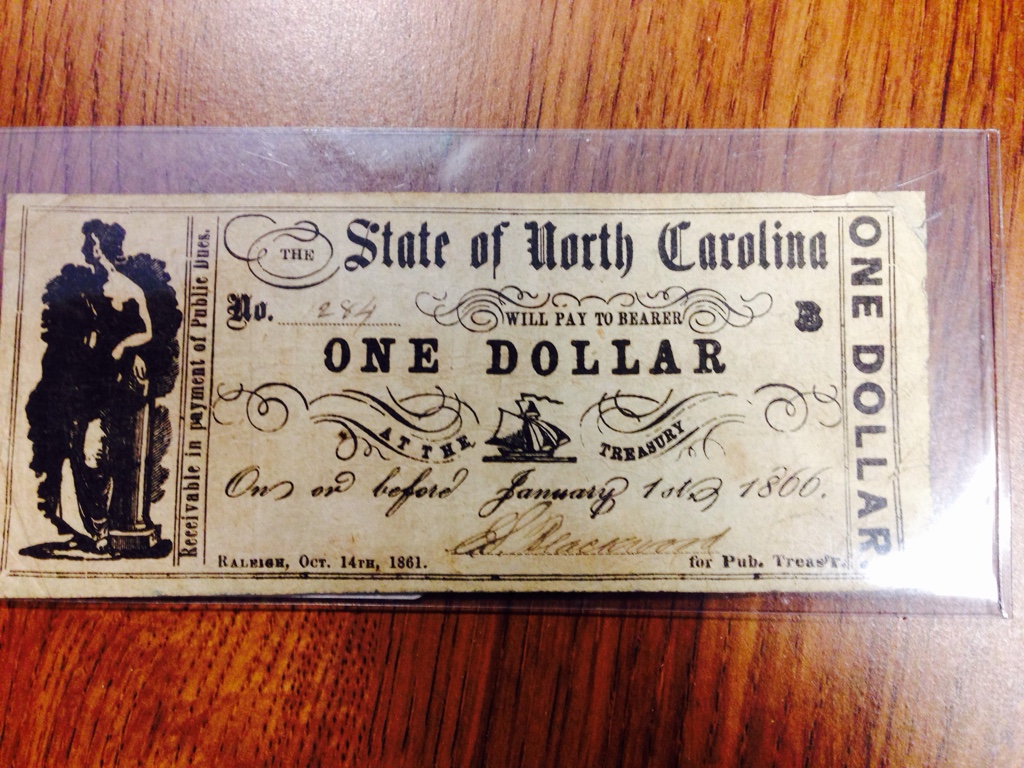 Receivable in payment of Public Dues.
THE State of North Carolina
No. 284 WILL PAY TO BEARER B
ONE DOLLAR
AT THE TREASURY
On or before January 1st, 1866.
RALEIGH, OCT. 14TH, 1861. for Pub. Treas'r.
ONE DOLLAR